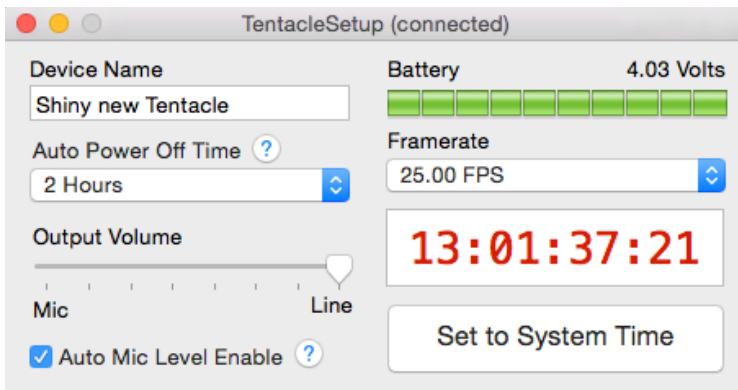 TentacleSetup (connected)
Device Name
Shiny new Tentacle
Auto Power Off Time ?
2 Hours
Output Volume
Mic Line
Auto Mic Level Enable ?
Battery 4.03 Volts
Framerate
25.00 FPS
13:01:37:21
Set to System Time